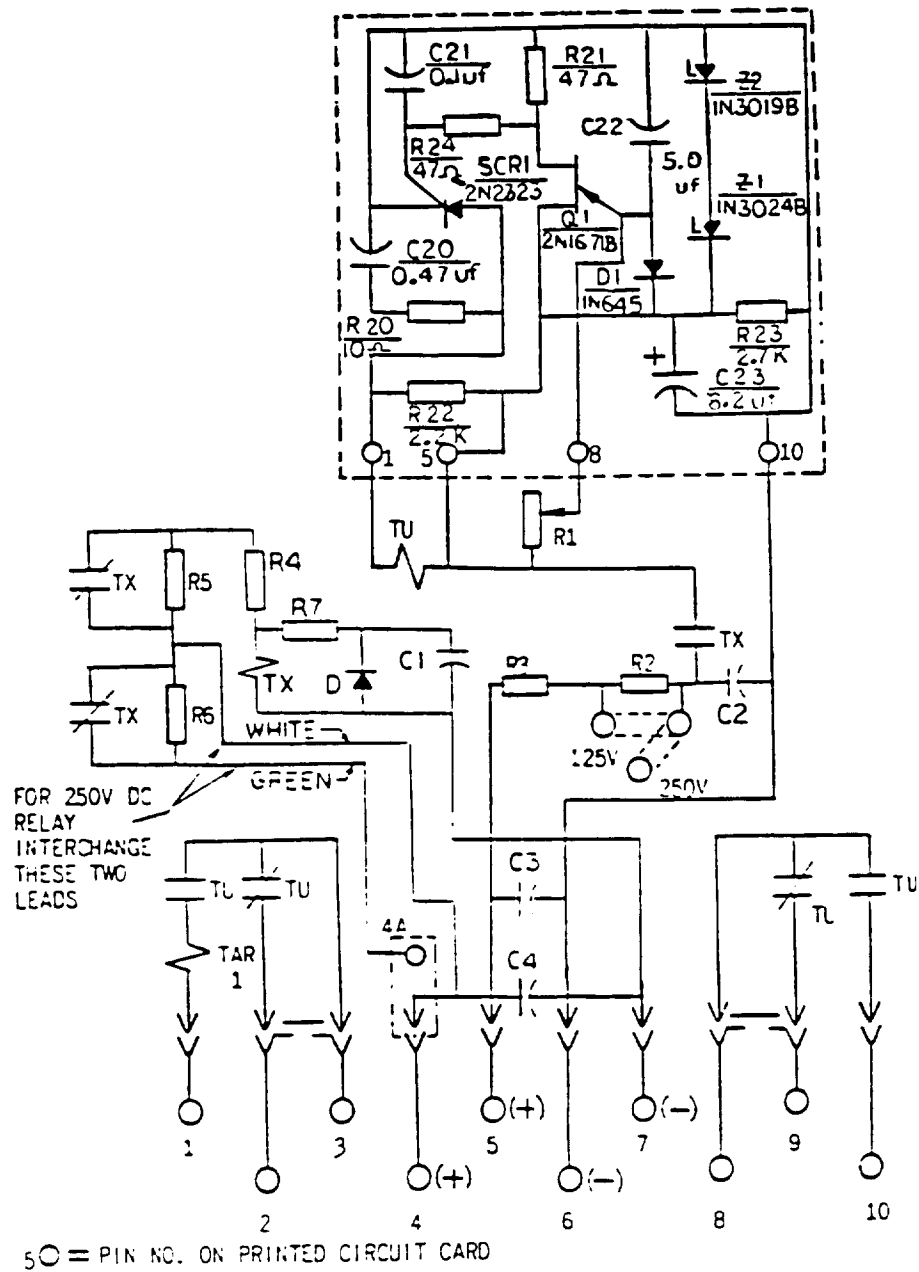 C21
0.1uf
R21
47Ω
Z2
1N3019B
C22
5.0
uf
R24
47Ω
SCR1
Z1
1N3024B
Q1
2N1671B
C20
0.47uf
D1
1N645
R20
10Ω
R23
2.7K
+
C23
R22
1
5
8
10
TU
R1
TX
R5
R4
R7
TX
D
C1
TX
R2
C2
TX
R6
WHITE
GREEN
125V
250V
FOR 250V DC
RELAY
INTERCHANGE
THESE TWO
LEADS
TU
TU
C3
TU
TAR
1
4A
C4
(+)
(-)
1
3
5
7
9
(+)
(-)
2
4
6
8
10
5 = PIN NO. ON PRINTED CIRCUIT CARD